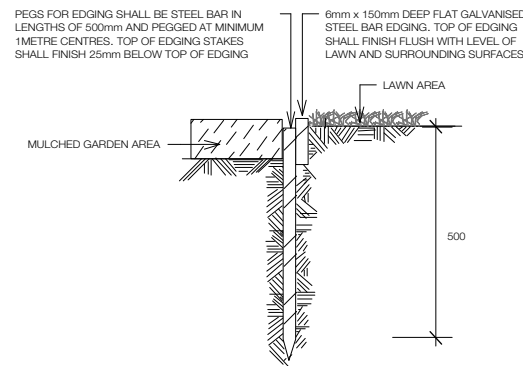 PEGS FOR EDGING SHALL BE STEEL BAR IN
LENGTHS OF 500mm AND PEGGED AT MINIMUM
1METRE CENTRES. TOP OF EDGING STAKES
SHALL FINISH 25mm BELOW TOP OF EDGING
6mm x 150mm DEEP FLAT GALVANISED
STEEL BAR EDGING. TOP OF EDGING
SHALL FINISH FLUSH WITH LEVEL OF
LAWN AND SURROUNDING SURFACES
LAWN AREA
MULCHED GARDEN AREA
500